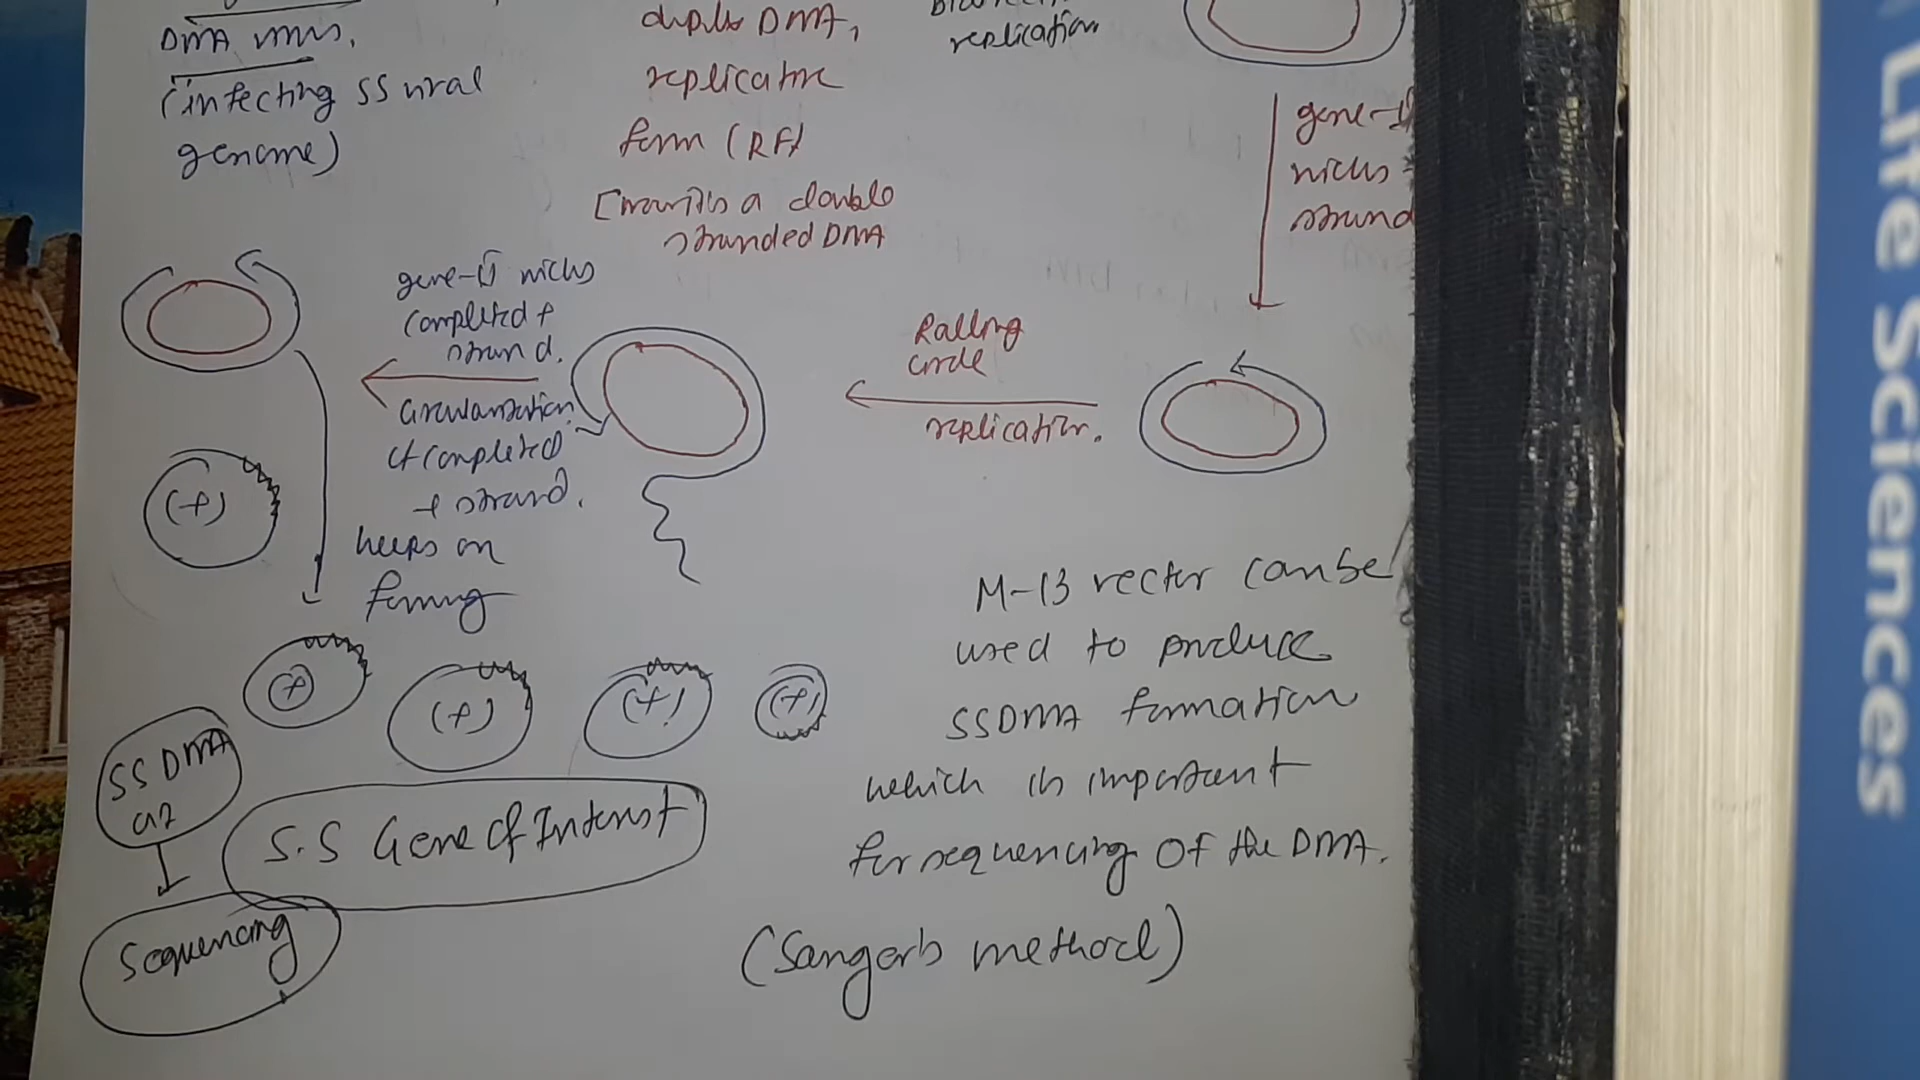 DNA virus.
(infecting SS viral
genome)
duplex DNA,
replicative
form (RF)
[now its a double
stranded DNA
replication
gene-II
nicks +
strand
Rolling
circle
replication.
gene-II nicks
completed +
strand.
Circularisation
of completed
+ strand.
keeps on
forming
(+)
(+)
(+)
(+)
(+)
SS DNA
S.S Gene of Interest
Sequencing
M-13 vector can be
used to produce
SSDNA formation
which is important
for sequencing of the DNA.
(Sanger's method)
Life Sciences